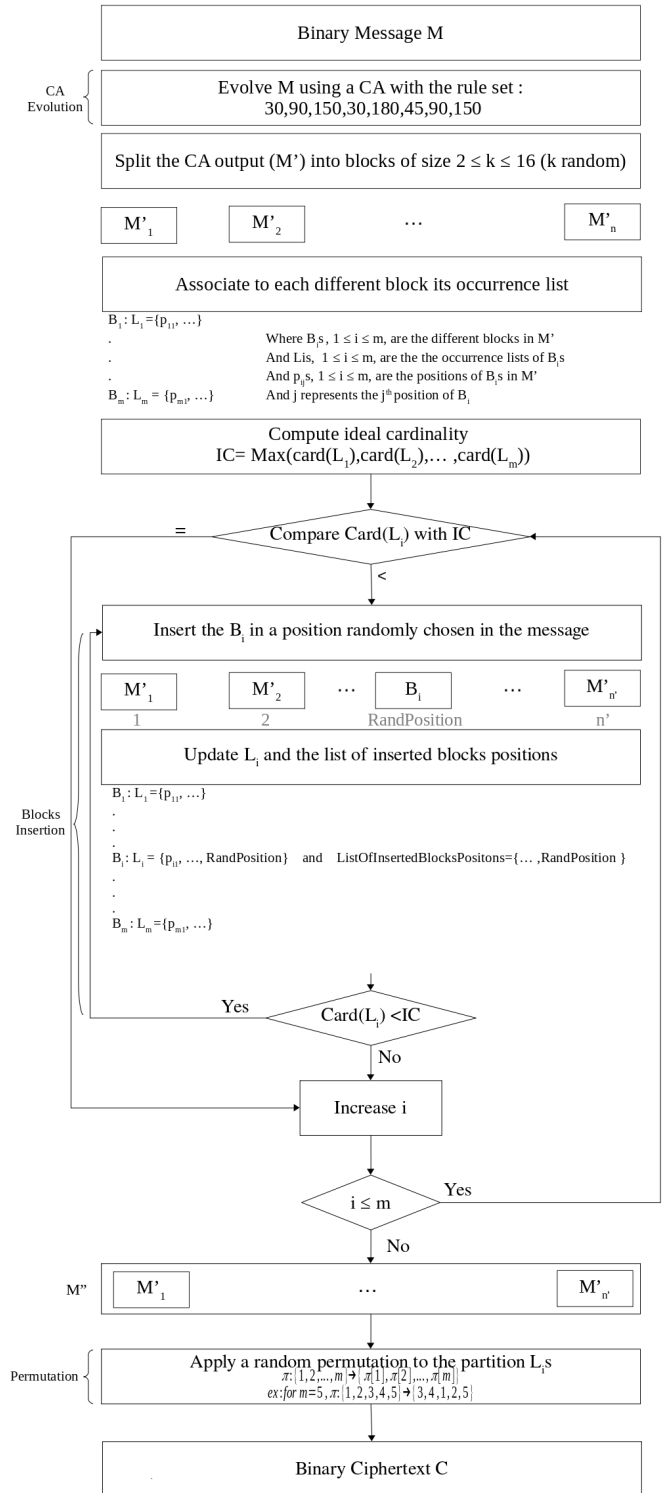 Binary Message M
CA
Evolution
Evolve M using a CA with the rule set :
30,90,150,30,180,45,90,150
Split the CA output (M’) into blocks of size 2 ≤ k ≤ 16 (k random)
M’1 M’2 … M’n
Associate to each different block its occurrence list
B1 : L1 ={p11, …}
. Where Bis , 1 ≤ i ≤ m, are the different blocks in M’
. And Lis, 1 ≤ i ≤ m, are the the occurrence lists of Bis
. And pijs, 1 ≤ i ≤ m, are the positions of Bis in M’
Bm : Lm = {pm1, …} And j represents the jth position of Bi
Compute ideal cardinality
IC= Max(card(L1),card(L2),… ,card(Lm))
=
Compare Card(Li) with IC
<
Insert the Bi in a position randomly chosen in the message
M’1 M’2 … Bi … M’n'
1 2 RandPosition n’
Update Li and the list of inserted blocks positions
Blocks
Insertion
B1 : L1 ={p11, …}
.
.
.
Bi : Li = {pi1, …, RandPosition} and ListOfInsertedBlocksPositons={… ,RandPosition }
.
.
.
Bm : Lm ={pm1, …}
Yes
Card(Li) <IC
No
Increase i
i ≤ m
Yes
No
M”
M’1 … M’n'
Permutation
Apply a random permutation to the partition Lis
π:{1,2,...,m}→{π[1],π[2],...,π[m]}
ex:for m=5,π:{1,2,3,4,5}→{3,4,1,2,5}
Binary Ciphertext C